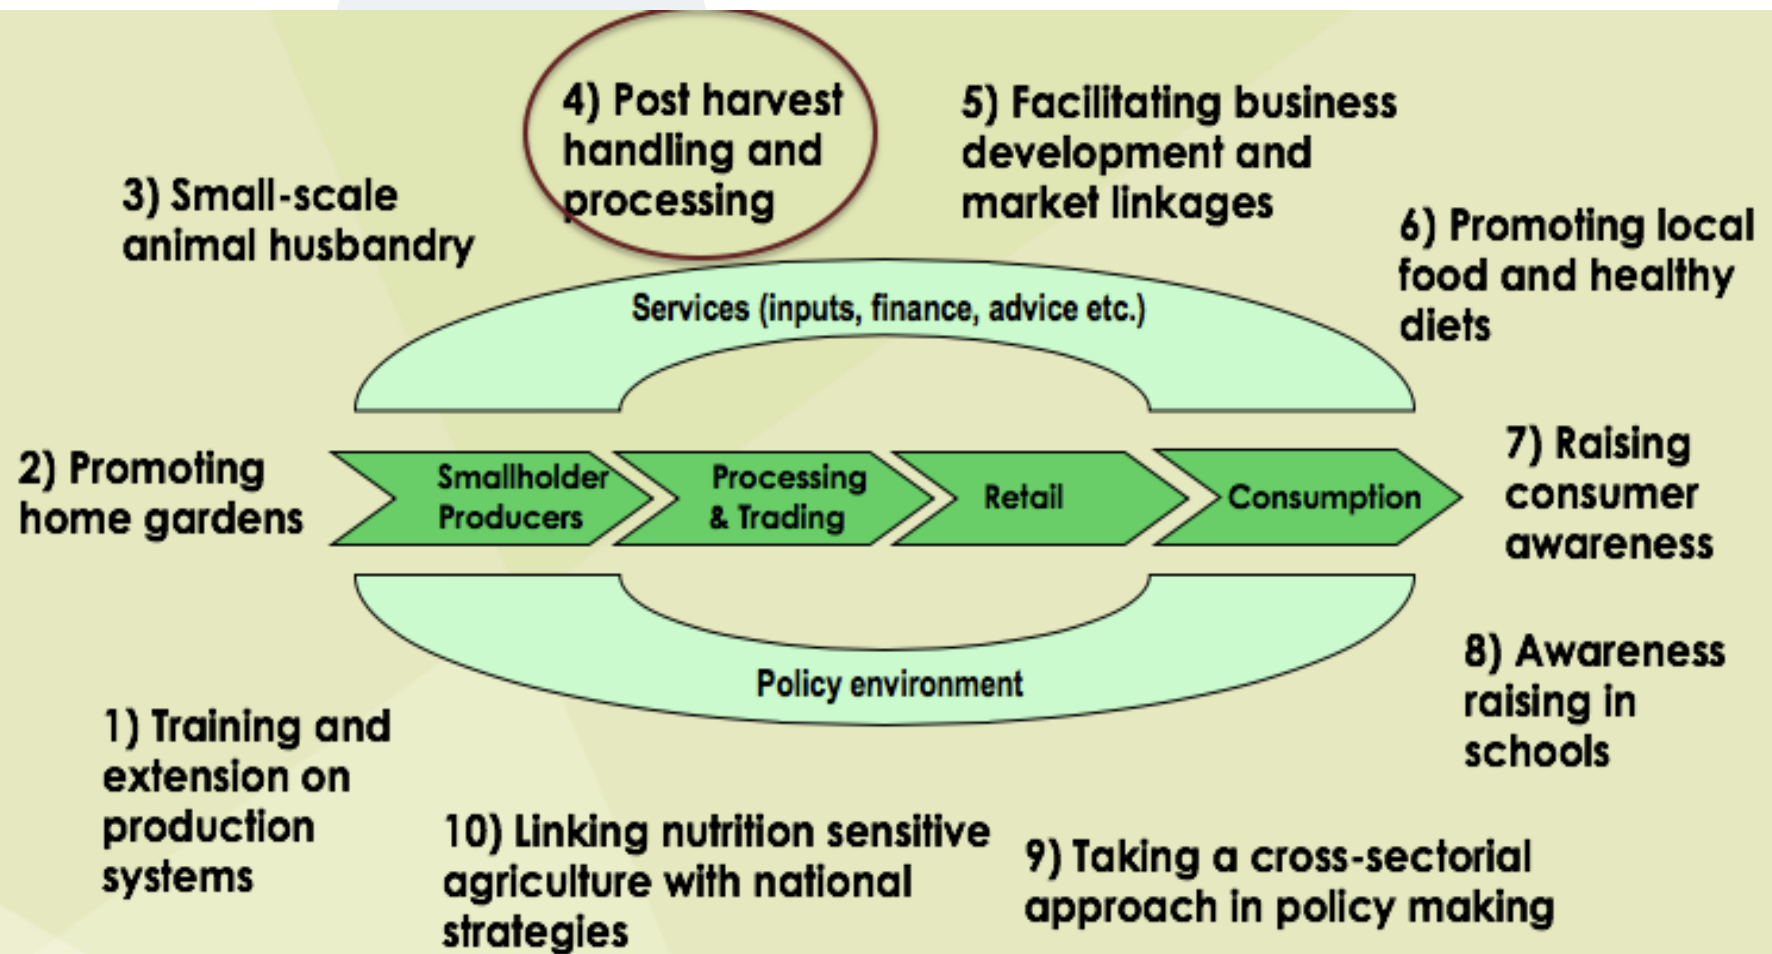 4) Post harvest
handling and
processing
5) Facilitating business
development and
market linkages
3) Small-scale
animal husbandry
6) Promoting local
food and healthy
diets
Services (inputs, finance, advice etc.)
2) Promoting
home gardens
Smallholder
Producers
Processing
& Trading
Retail
Consumption
7) Raising
consumer
awareness
Policy environment
8) Awareness
raising in
schools
1) Training and
extension on
production
systems
10) Linking nutrition sensitive
agriculture with national
strategies
9) Taking a cross-sectorial
approach in policy making